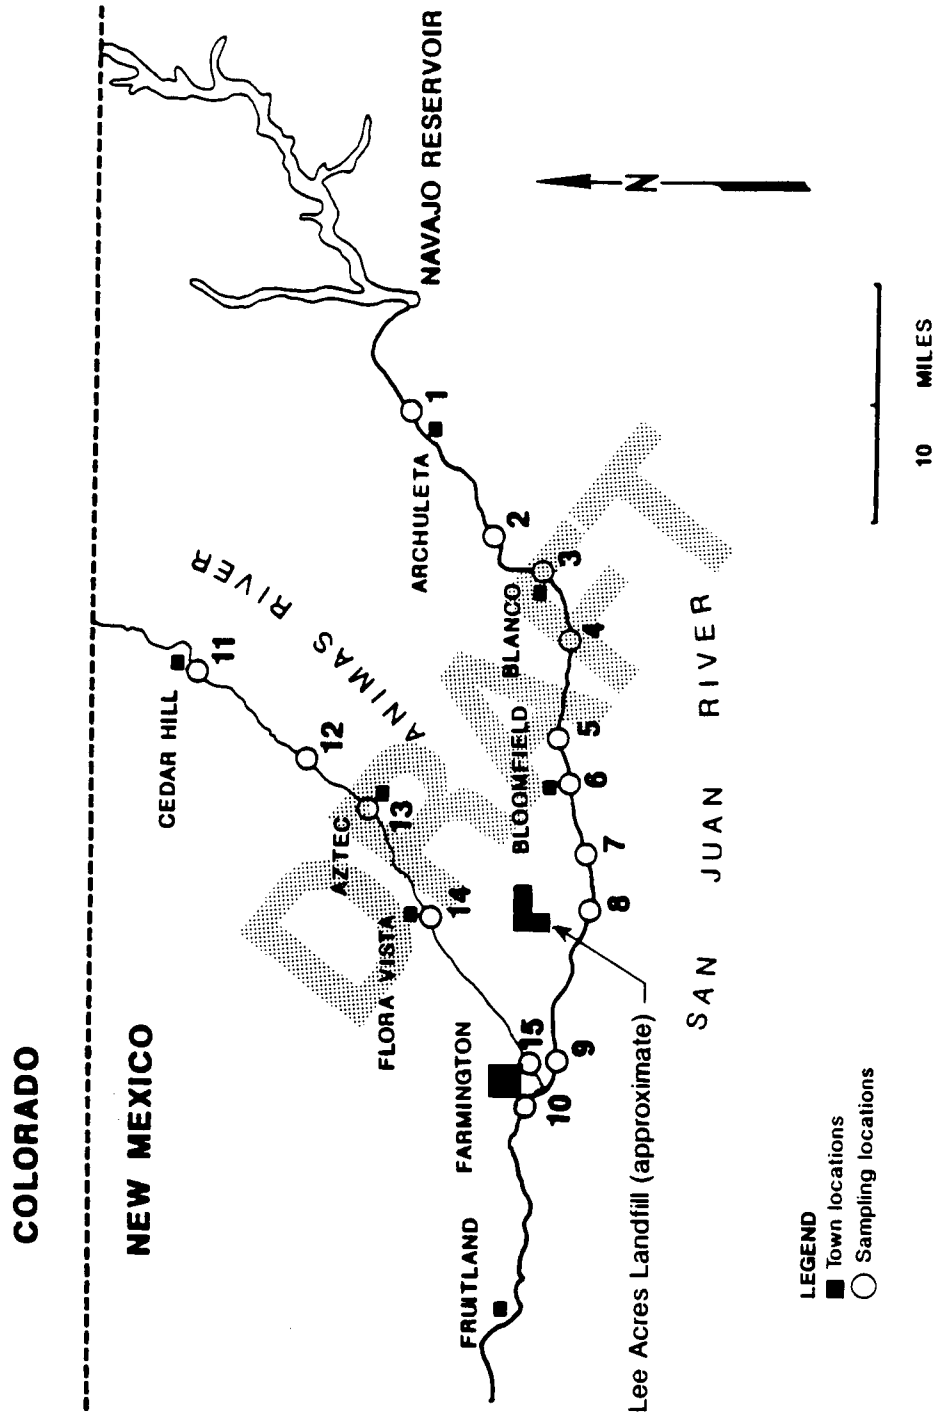 COLORADO
NEW MEXICO
NAVAJO RESERVOIR
N
CEDAR HILL
11
ANIMAS RIVER
12
AZTEC
13
FLORA VISTA
14
ARCHULETA
1
2
BLANCO
3
4
BLOOMFIELD
5
6
7
8
FARMINGTON
15
9
10
FRUITLAND
SAN JUAN RIVER
Lee Acres Landfill (approximate)
DRAFT
10 MILES
LEGEND
Town locations
Sampling locations